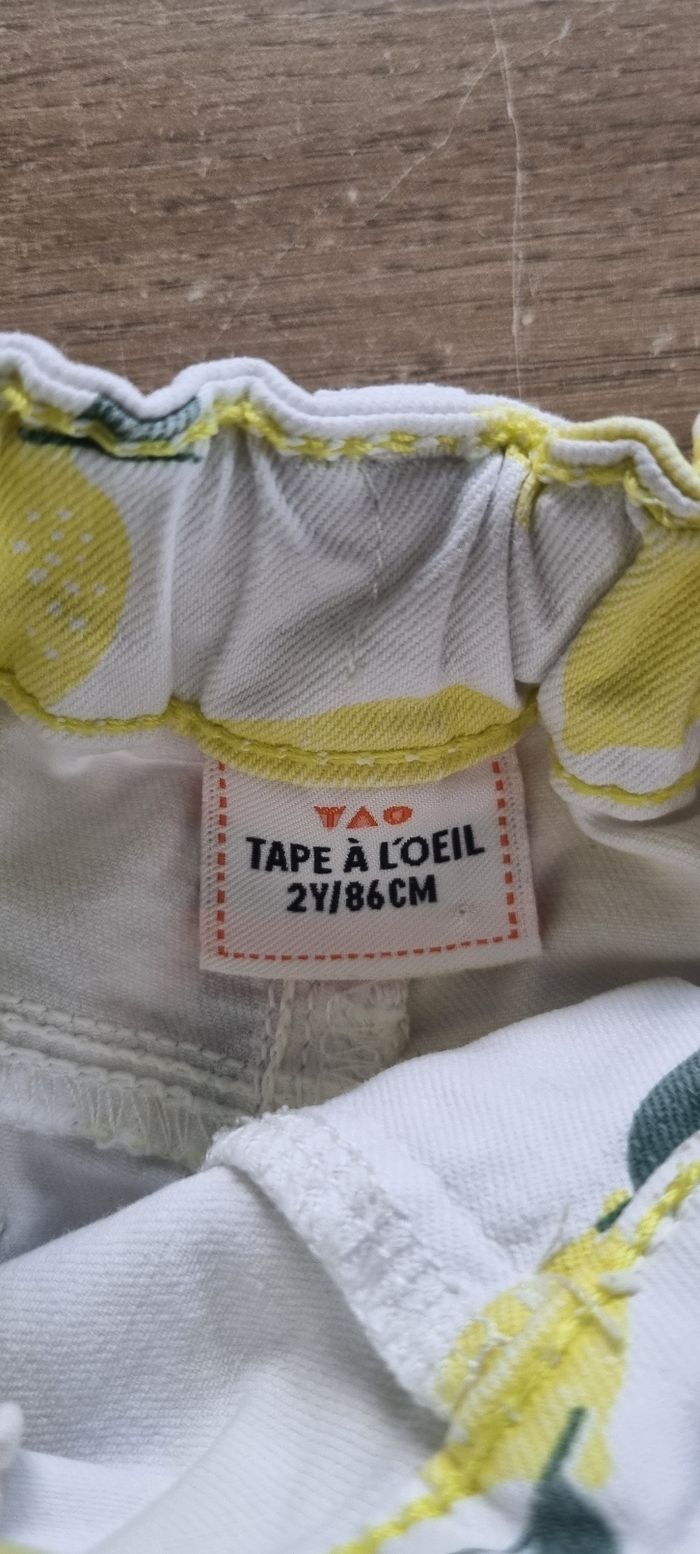 TAO
TAPE À L'OEIL
2Y/86CM